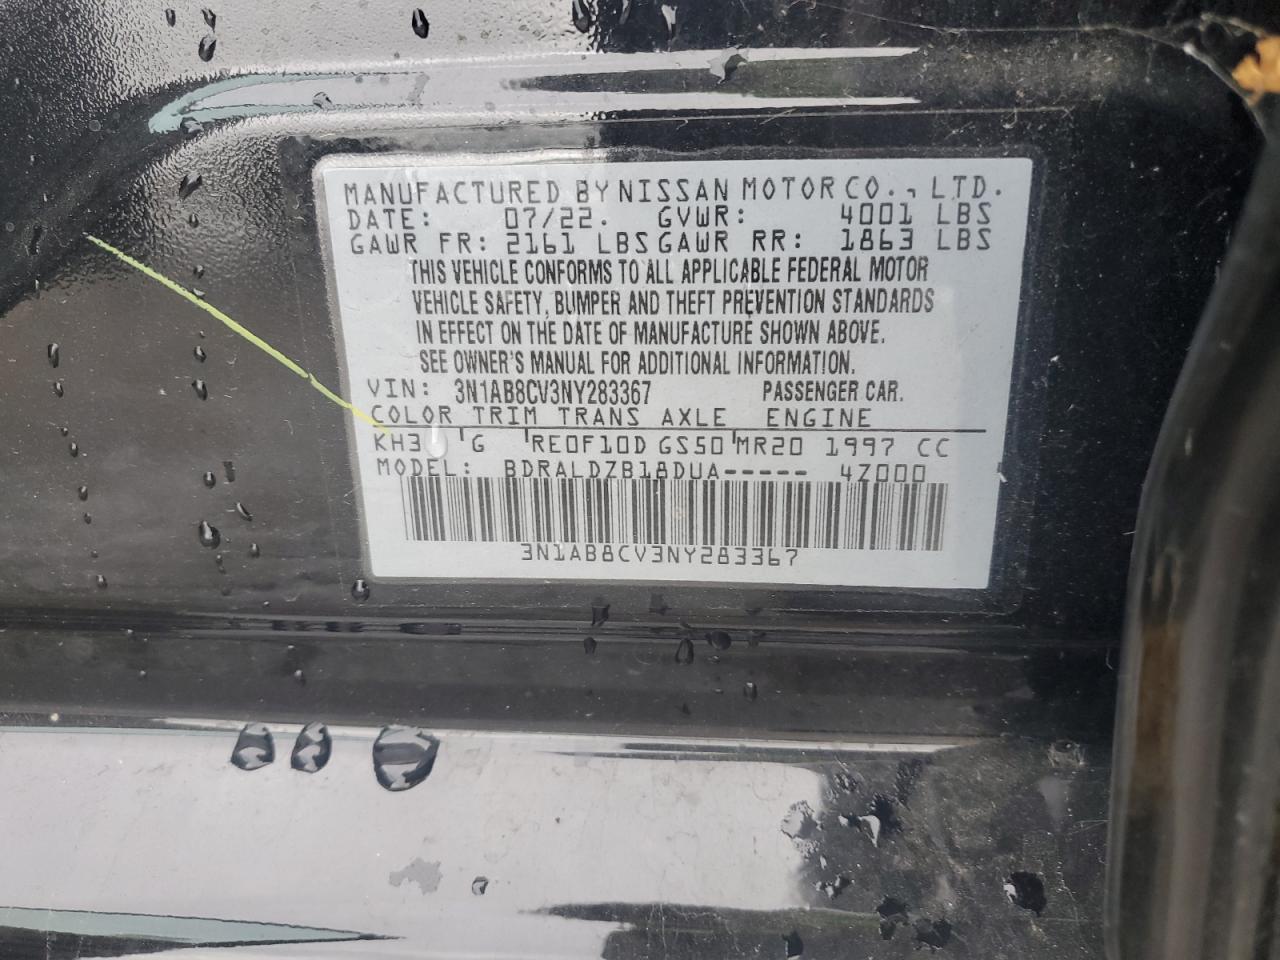 MANUFACTURED BY NISSAN MOTOR CO., LTD.
DATE: 07/22. GVWR: 4001 LBS
GAWR FR: 2161 LBS GAWR RR: 1863 LBS
THIS VEHICLE CONFORMS TO ALL APPLICABLE FEDERAL MOTOR
VEHICLE SAFETY, BUMPER AND THEFT PREVENTION STANDARDS
IN EFFECT ON THE DATE OF MANUFACTURE SHOWN ABOVE.
SEE OWNER'S MANUAL FOR ADDITIONAL INFORMATION.
VIN: 3N1AB8CV3NY283367 PASSENGER CAR.
COLOR TRIM TRANS AXLE ENGINE
KH3 G RE0F10D GS50 MR20 1997 CC
MODEL: BDRALDZB18DUA----- 4Z000
3N1AB8CV3NY283367